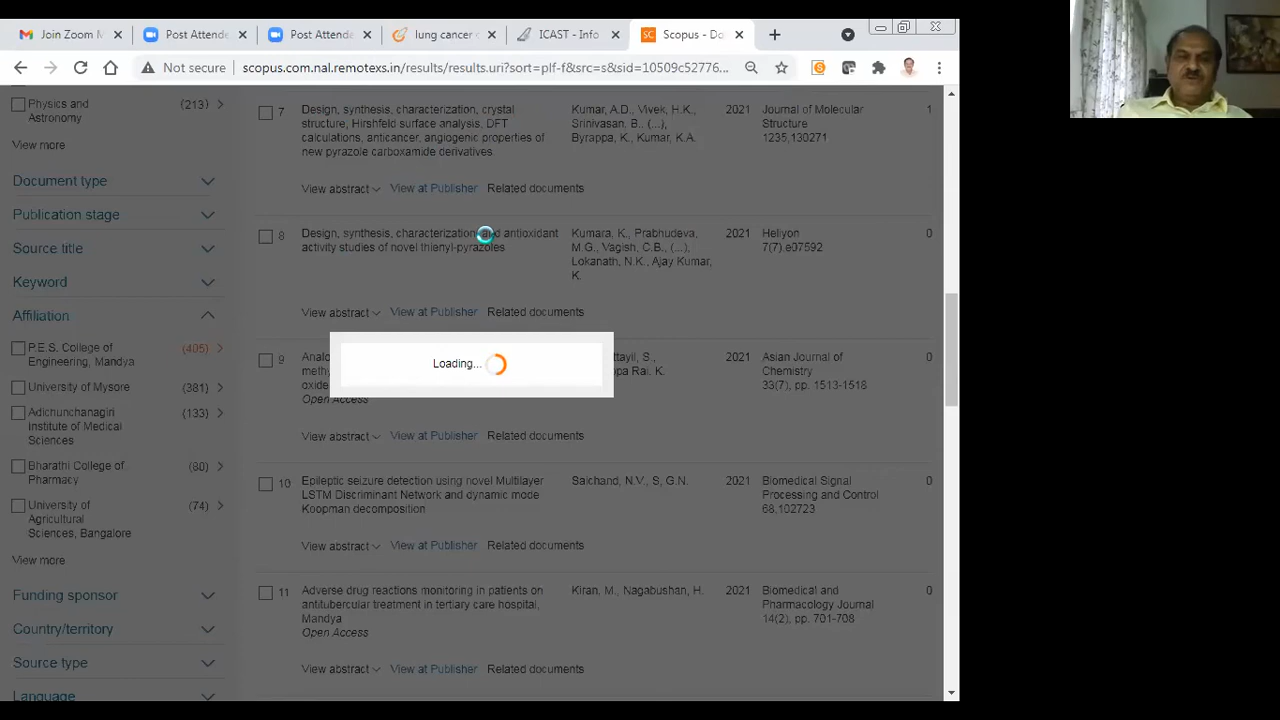 Join Zoom M
Post Attende
Post Attende
lung cancer
ICAST - Info
Scopus - Do
Not secure
scopus.com.nal.remotexs.in/results/results.uri?sort=plf-f&src=s&sid=10509c52776...
Physics and
Astronomy
(213)
View more
Document type
Publication stage
Source title
Keyword
Affiliation
P.E.S. College of
Engineering, Mandya
(405)
University of Mysore
(381)
Adichunchanagiri
Institute of Medical
Sciences
(133)
Bharathi College of
Pharmacy
(80)
University of
Agricultural
Sciences, Bangalore
(74)
View more
Funding sponsor
Country/territory
Source type
Language
7
Design, synthesis, characterization, crystal
structure, Hirshfeld surface analysis, DFT
calculations, anticancer, angiogenic properties of
new pyrazole carboxamide derivatives.
Kumar, A.D., Vivek, H.K.,
Srinivasan, B., (...),
Byrappa, K., Kumar, K.A.
2021
Journal of Molecular
Structure
1235,130271
1
View abstract
View at Publisher
Related documents
8
Design, synthesis, characterization, and antioxidant
activity studies of novel thienyl-pyrazoles
Kumara, K., Prabhudeva,
M.G., Vagish, C.B., (...),
Lokanath, N.K., Ajay Kumar,
K.
2021
Heliyon
7(7),e07592
0
View abstract
View at Publisher
Related documents
Loading...
9
oxide
Open Access
2021
Asian Journal of
Chemistry
33(7), pp. 1513-1518
0
View abstract
View at Publisher
Related documents
10
Epileptic seizure detection using novel Multilayer
LSTM Discriminant Network and dynamic mode
Koopman decomposition
Saichand, N.V., S, G.N.
2021
Biomedical Signal
Processing and Control
68,102723
0
View abstract
View at Publisher
Related documents
11
Adverse drug reactions monitoring in patients on
antitubercular treatment in tertiary care hospital,
Mandya
Open Access
Kiran, M., Nagabushan, H.
2021
Biomedical and
Pharmacology Journal
14(2), pp. 701-708
0
View abstract
View at Publisher
Related documents